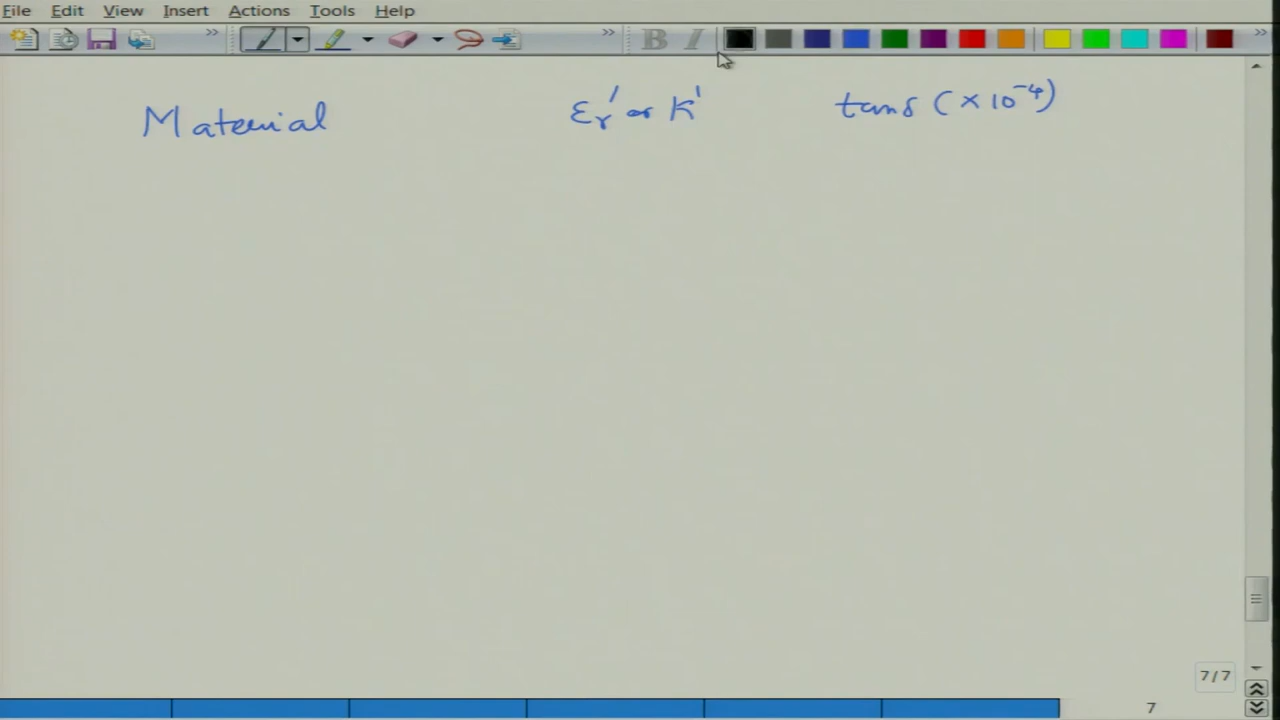 File Edit View Insert Actions Tools Help
B I
Material εr' or K' tanδ (×10⁻⁴)
7/7
7